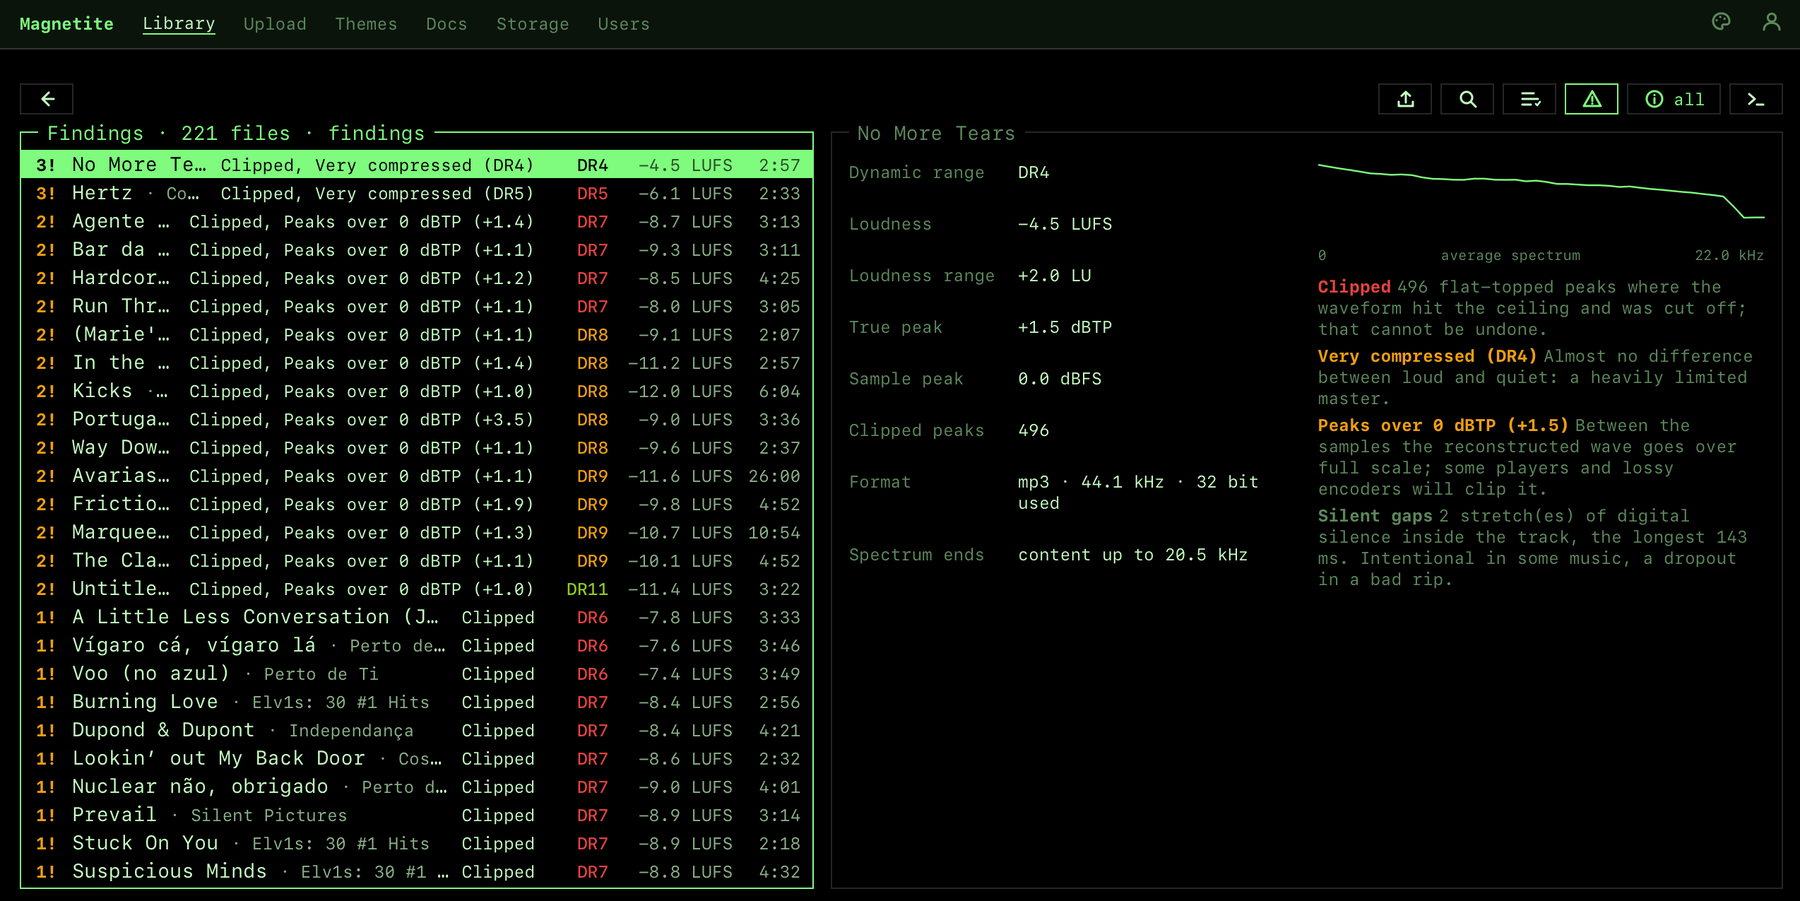 Magnetite Library Upload Themes Docs Storage Users
all
Findings · 221 files · findings
3! No More Te… Clipped, Very compressed (DR4) DR4 −4.5 LUFS 2:57
3! Hertz · Co… Clipped, Very compressed (DR5) DR5 −6.1 LUFS 2:33
2! Agente … Clipped, Peaks over 0 dBTP (+1.4) DR7 −8.7 LUFS 3:13
2! Bar da … Clipped, Peaks over 0 dBTP (+1.1) DR7 −9.3 LUFS 3:11
2! Hardcor… Clipped, Peaks over 0 dBTP (+1.2) DR7 −8.5 LUFS 4:25
2! Run Thr… Clipped, Peaks over 0 dBTP (+1.1) DR7 −8.0 LUFS 3:05
2! (Marie'… Clipped, Peaks over 0 dBTP (+1.1) DR8 −9.1 LUFS 2:07
2! In the … Clipped, Peaks over 0 dBTP (+1.4) DR8 −11.2 LUFS 2:57
2! Kicks ·… Clipped, Peaks over 0 dBTP (+1.0) DR8 −12.0 LUFS 6:04
2! Portuga… Clipped, Peaks over 0 dBTP (+3.5) DR8 −9.0 LUFS 3:36
2! Way Dow… Clipped, Peaks over 0 dBTP (+1.1) DR8 −9.6 LUFS 2:37
2! Avarias… Clipped, Peaks over 0 dBTP (+1.1) DR9 −11.6 LUFS 26:00
2! Frictio… Clipped, Peaks over 0 dBTP (+1.9) DR9 −9.8 LUFS 4:52
2! Marquee… Clipped, Peaks over 0 dBTP (+1.3) DR9 −10.7 LUFS 10:54
2! The Cla… Clipped, Peaks over 0 dBTP (+1.1) DR9 −10.1 LUFS 4:52
2! Untitle… Clipped, Peaks over 0 dBTP (+1.0) DR11 −11.4 LUFS 3:22
1! A Little Less Conversation (J… Clipped DR6 −7.8 LUFS 3:33
1! Vígaro cá, vígaro lá · Perto de… Clipped DR6 −7.6 LUFS 3:46
1! Voo (no azul) · Perto de Ti Clipped DR6 −7.4 LUFS 3:49
1! Burning Love · Elv1s: 30 #1 Hits Clipped DR7 −8.4 LUFS 2:56
1! Dupond & Dupont · Independança Clipped DR7 −8.4 LUFS 4:21
1! Lookin’ out My Back Door · Cos… Clipped DR7 −8.6 LUFS 2:32
1! Nuclear não, obrigado · Perto d… Clipped DR7 −9.0 LUFS 4:01
1! Prevail · Silent Pictures Clipped DR7 −8.9 LUFS 3:14
1! Stuck On You · Elv1s: 30 #1 Hits Clipped DR7 −8.9 LUFS 2:18
1! Suspicious Minds · Elv1s: 30 #1 … Clipped DR7 −8.8 LUFS 4:32
No More Tears
Dynamic range DR4
Loudness −4.5 LUFS
Loudness range +2.0 LU
True peak +1.5 dBTP
Sample peak 0.0 dBFS
Clipped peaks 496
Format mp3 · 44.1 kHz · 32 bit
used
Spectrum ends content up to 20.5 kHz
0 average spectrum 22.0 kHz
Clipped 496 flat-topped peaks where the
waveform hit the ceiling and was cut off;
that cannot be undone.
Very compressed (DR4) Almost no difference
between loud and quiet: a heavily limited
master.
Peaks over 0 dBTP (+1.5) Between the
samples the reconstructed wave goes over
full scale; some players and lossy
encoders will clip it.
Silent gaps 2 stretch(es) of digital
silence inside the track, the longest 143
ms. Intentional in some music, a dropout
in a bad rip.